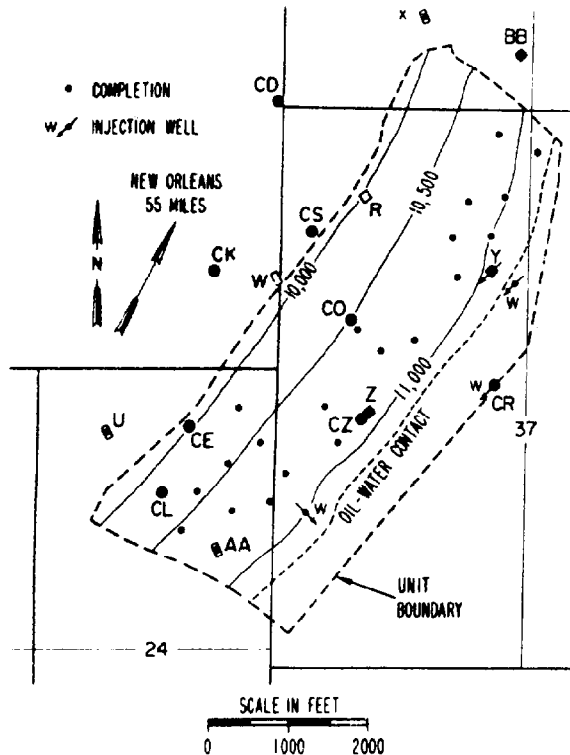 x
BB
CD
COMPLETION
W INJECTION WELL
NEW ORLEANS
55 MILES
N
10,500
R
CS
CK
W
10,000
Y
W
CO
11,000
Z
CZ
W
CR
37
U
CE
OIL-WATER CONTACT
CL
W
AA
UNIT
BOUNDARY
24
SCALE IN FEET
0 1000 2000